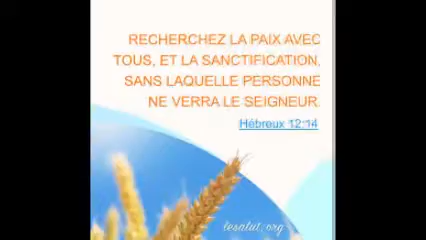 RECHERCHEZ LA PAIX AVEC
TOUS, ET LA SANCTIFICATION,
SANS LAQUELLE PERSONNE
NE VERRA LE SEIGNEUR.
Hébreux 12:14
lesalut.org